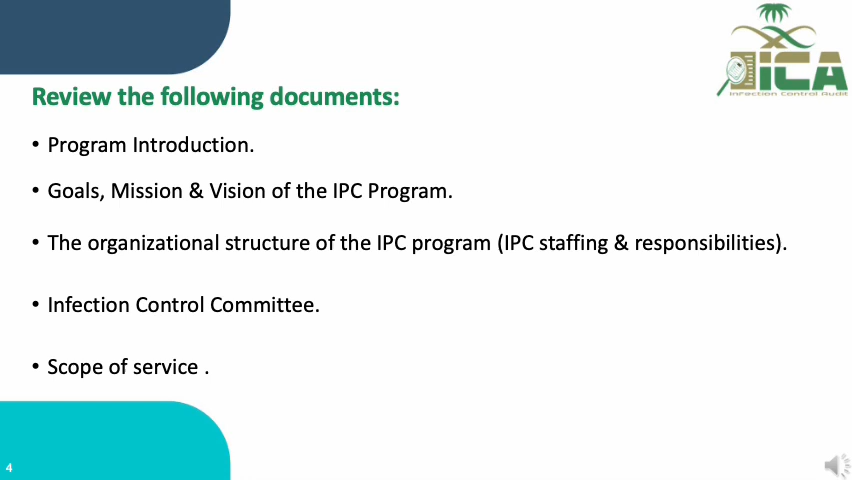 iCA
Infection Control Audit
Review the following documents:
• Program Introduction.
• Goals, Mission & Vision of the IPC Program.
• The organizational structure of the IPC program (IPC staffing & responsibilities).
• Infection Control Committee.
• Scope of service .
4